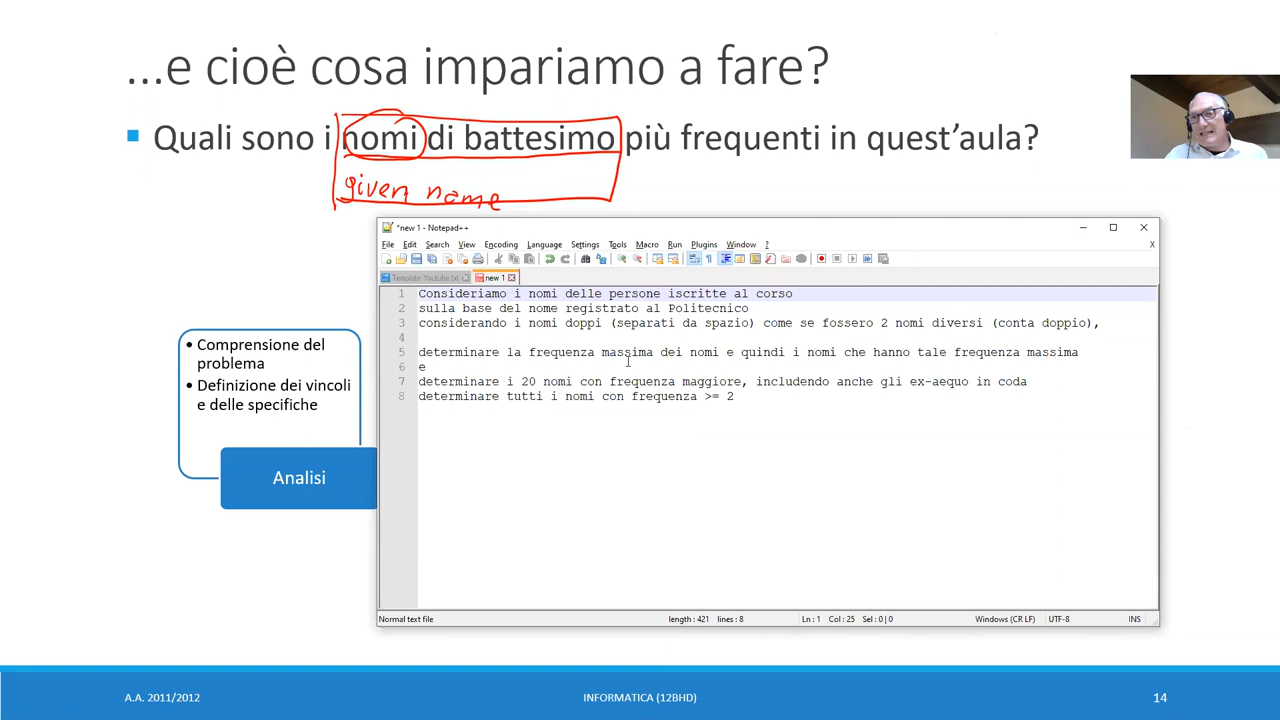 ...e cioè cosa impariamo a fare?
Quali sono i nomi di battesimo più frequenti in quest'aula?
given name
*new 1 - Notepad++
File Edit Search View Encoding Language Settings Tools Macro Run Plugins Window ? X
Template Youtube.txt new 1
1 Consideriamo i nomi delle persone iscritte al corso
2 sulla base del nome registrato al Politecnico
3 considerando i nomi doppi (separati da spazio) come se fossero 2 nomi diversi (conta doppio),
4
5 determinare la frequenza massima dei nomi e quindi i nomi che hanno tale frequenza massima
6 e
7 determinare i 20 nomi con frequenza maggiore, includendo anche gli ex-aequo in coda
8 determinare tutti i nomi con frequenza >= 2
Normal text file length : 421 lines : 8 Ln : 1 Col : 25 Sel : 0 | 0 Windows (CR LF) UTF-8 INS
• Comprensione del
problema
• Definizione dei vincoli
e delle specifiche
Analisi
A.A. 2011/2012 INFORMATICA (12BHD) 14